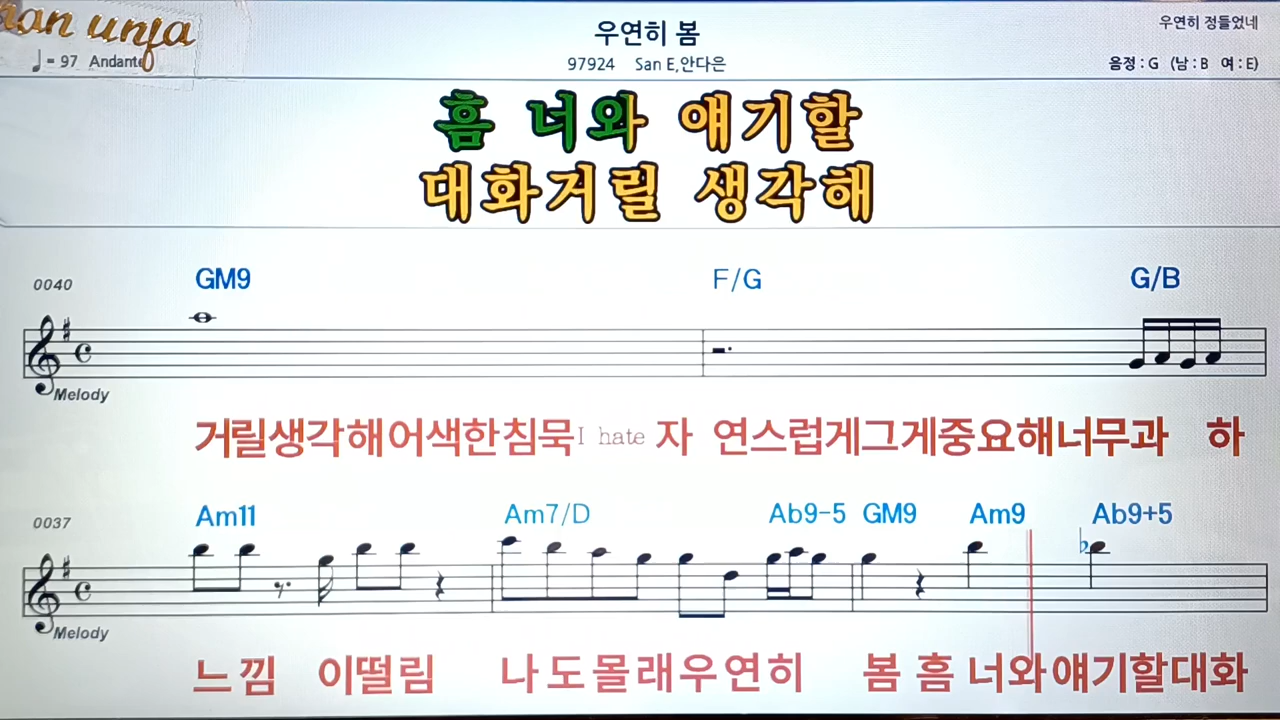 han unja
우연히 봄
우연히 정들었네
♩= 97 Andante
97924 San E,안다은
음정 : G (남 : B 여 : E)
흠 너와 얘기할
대화거릴 생각해
0040 GM9 F/G G/B
Melody
거릴생각해어색한침묵I hate 자 연스럽게그게중요해너무과 하
0037 Am11 Am7/D Ab9-5 GM9 Am9 Ab9+5
Melody
느낌 이떨림 나도몰래우연히 봄 흠 너와얘기할대화